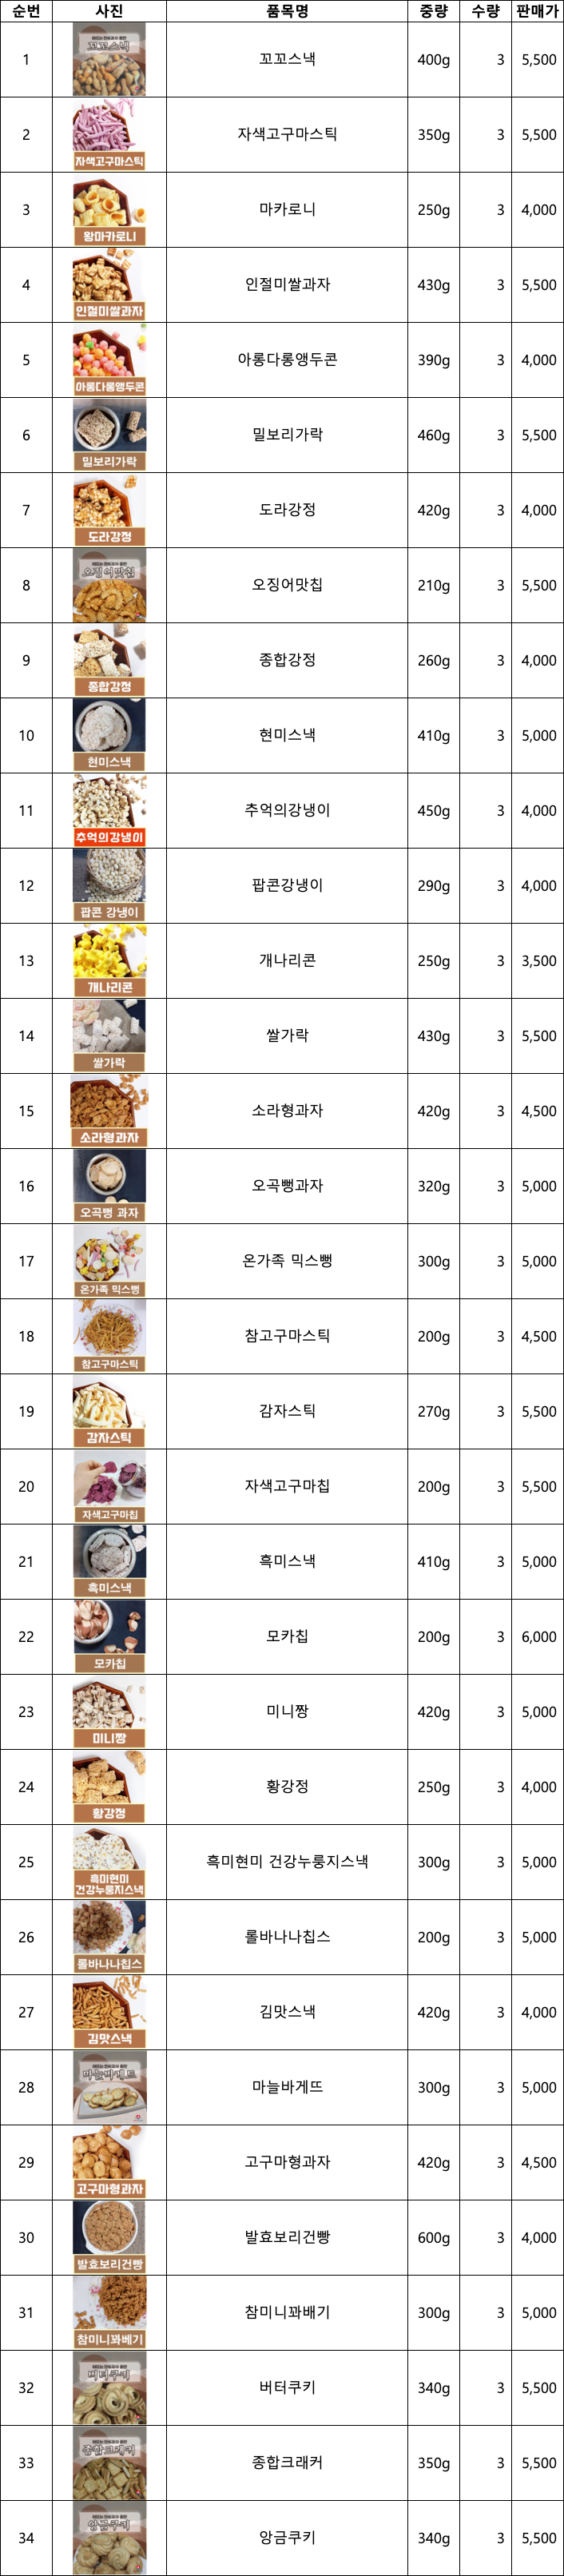 순번 사진 품목명 중량 수량 판매가
1 꼬꼬스낵 꼬꼬스낵 400g 3 5,500
2 자색고구마스틱 자색고구마스틱 350g 3 5,500
3 왕마카로니 마카로니 250g 3 4,000
4 인절미쌀과자 인절미쌀과자 430g 3 5,500
5 아롱다롱앵두콘 아롱다롱앵두콘 390g 3 4,000
6 밀보리가락 밀보리가락 460g 3 5,500
7 도라강정 도라강정 420g 3 4,000
8 오징어맛칩 오징어맛칩 210g 3 5,500
9 종합강정 종합강정 260g 3 4,000
10 현미스낵 현미스낵 410g 3 5,000
11 추억의강냉이 추억의강냉이 450g 3 4,000
12 팝콘 강냉이 팝콘강냉이 290g 3 4,000
13 개나리콘 개나리콘 250g 3 3,500
14 쌀가락 쌀가락 430g 3 5,500
15 소라형과자 소라형과자 420g 3 4,500
16 오곡뻥 과자 오곡뻥과자 320g 3 5,000
17 온가족 믹스뻥 온가족 믹스뻥 300g 3 5,000
18 참고구마스틱 참고구마스틱 200g 3 4,500
19 감자스틱 감자스틱 270g 3 5,500
20 자색고구마칩 자색고구마칩 200g 3 5,500
21 흑미스낵 흑미스낵 410g 3 5,000
22 모카칩 모카칩 200g 3 6,000
23 미니짱 미니짱 420g 3 5,000
24 황강정 황강정 250g 3 4,000
25 흑미현미 건강누룽지스낵 흑미현미 건강누룽지스낵 300g 3 5,000
26 롤바나나칩스 롤바나나칩스 200g 3 5,000
27 김맛스낵 김맛스낵 420g 3 4,000
28 마늘바게트 마늘바게뜨 300g 3 5,000
29 고구마형과자 고구마형과자 420g 3 4,500
30 발효보리건빵 발효보리건빵 600g 3 4,000
31 참미니꽈베기 참미니꽈배기 300g 3 5,000
32 버터쿠키 버터쿠키 340g 3 5,500
33 종합크래커 종합크래커 350g 3 5,500
34 앙금쿠키 앙금쿠키 340g 3 5,500